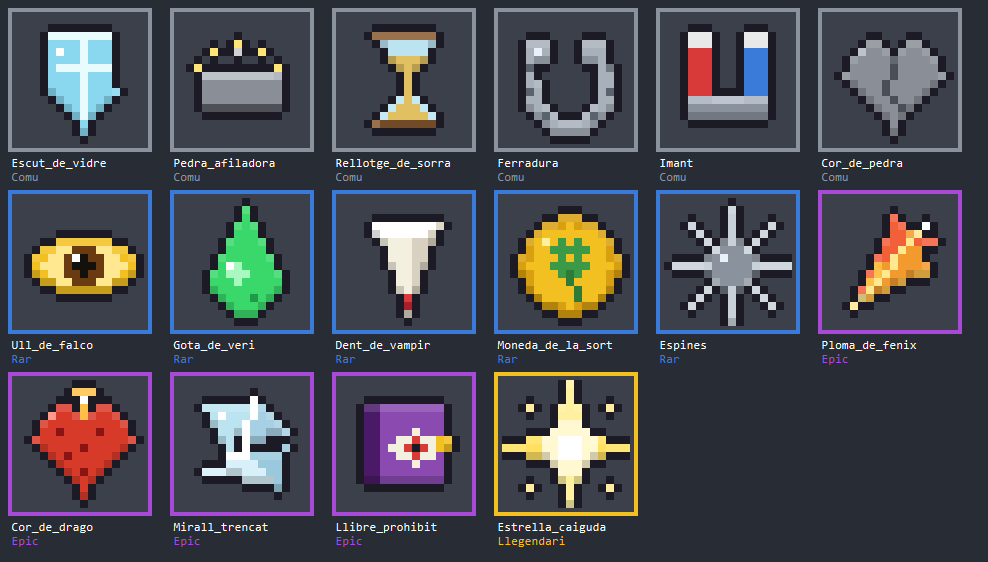 Escut_de_vidre
Comu
Pedra_afiladora
Comu
Rellotge_de_sorra
Comu
Ferradura
Comu
Imant
Comu
Cor_de_pedra
Comu
Ull_de_falco
Rar
Gota_de_veri
Rar
Dent_de_vampir
Rar
Moneda_de_la_sort
Rar
Espines
Rar
Ploma_de_fenix
Epic
Cor_de_drago
Epic
Mirall_trencat
Epic
Llibre_prohibit
Epic
Estrella_caiguda
Llegendari